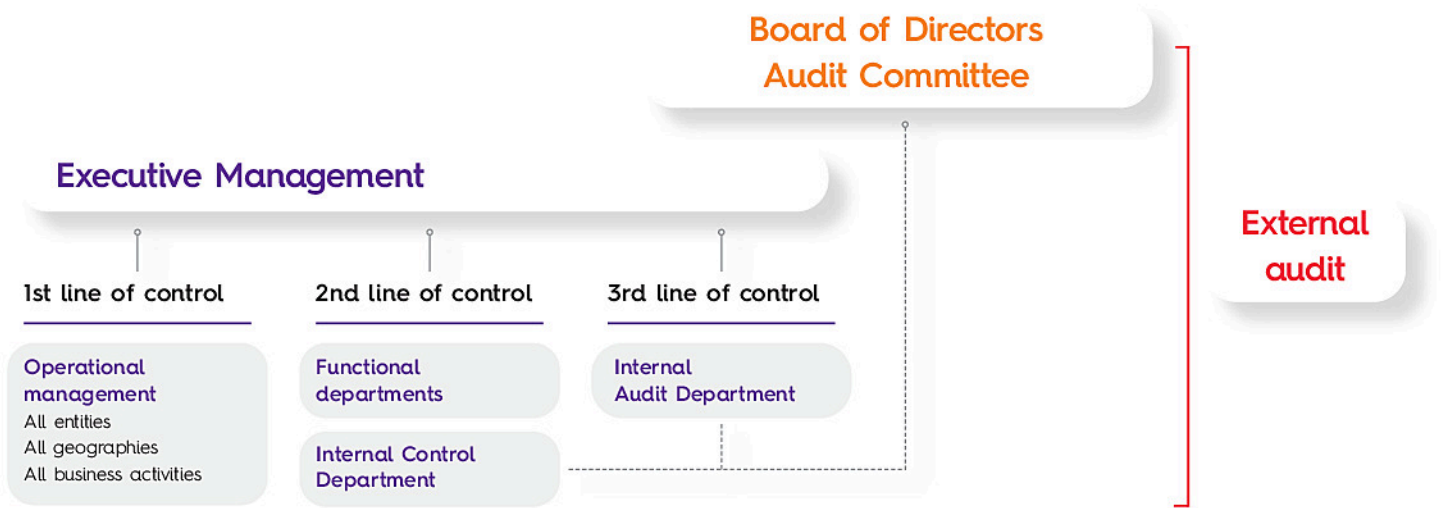 Board of Directors
Audit Committee
Executive Management
External
audit
1st line of control
2nd line of control
3rd line of control
Operational
management
All entities
All geographies
All business activities
Functional
departments
Internal Control
Department
Internal
Audit Department